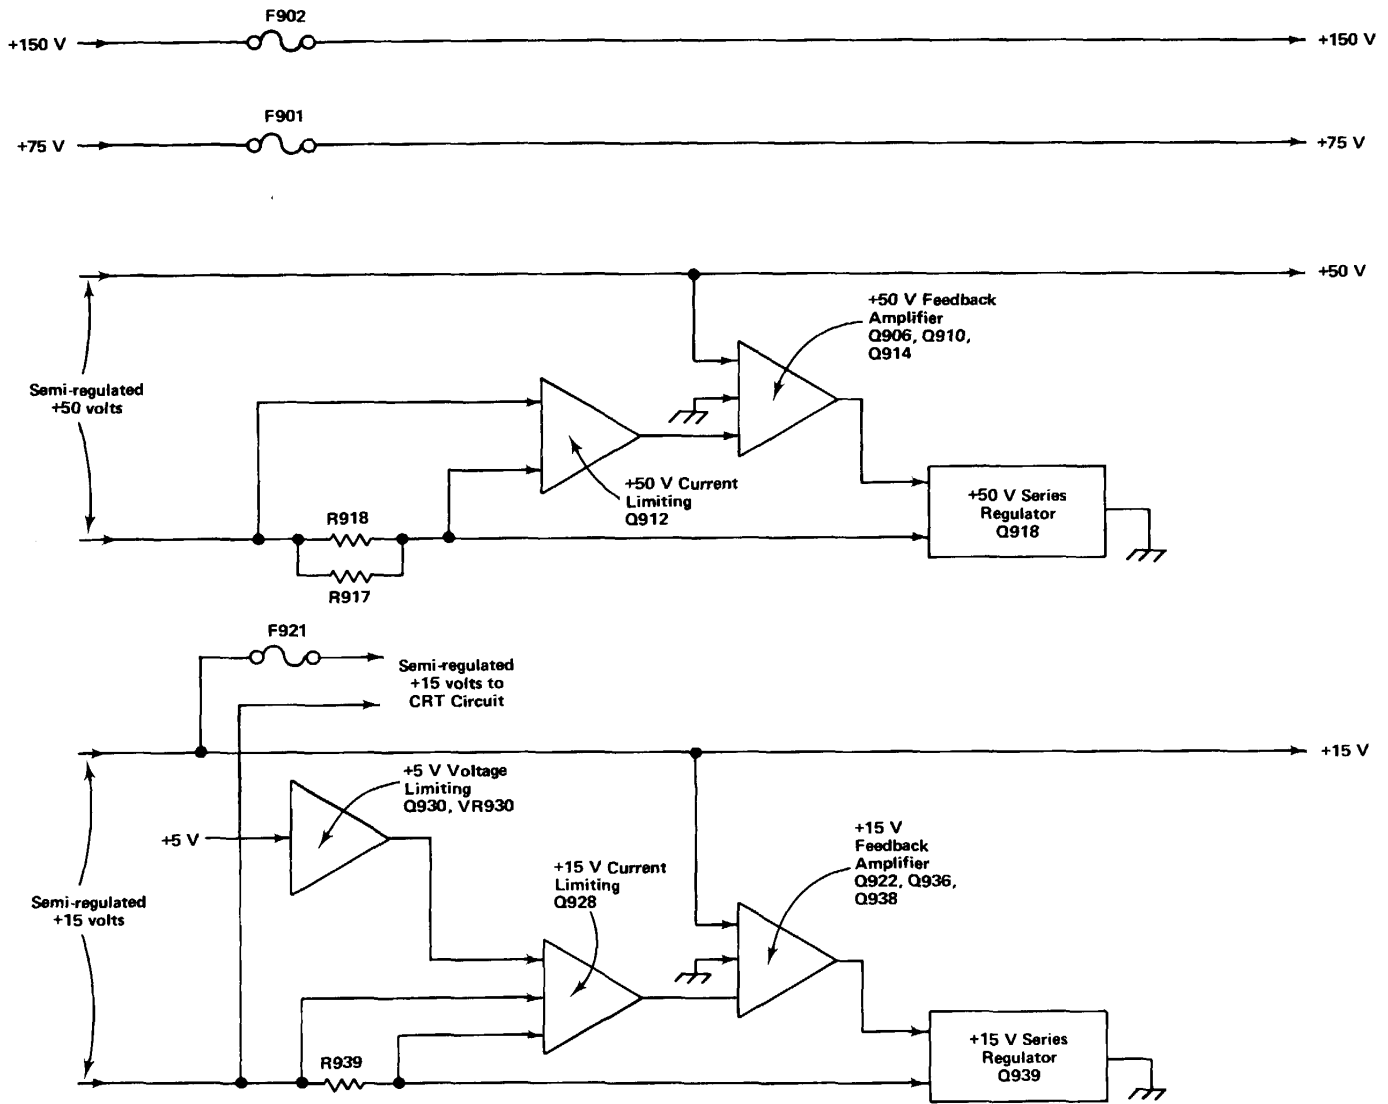 F902
+150 V
+150 V
F901
+75 V
+75 V
+50 V
+50 V Feedback
Amplifier
Q906, Q910,
Q914
Semi-regulated
+50 volts
+50 V Current
Limiting
Q912
+50 V Series
Regulator
Q918
R918
R917
F921
Semi-regulated
+15 volts to
CRT Circuit
+15 V
+5 V Voltage
Limiting
Q930, VR930
+5 V
+15 V
Feedback
Amplifier
Q922, Q936,
Q938
+15 V Current
Limiting
Q928
Semi-regulated
+15 volts
R939
+15 V Series
Regulator
Q939